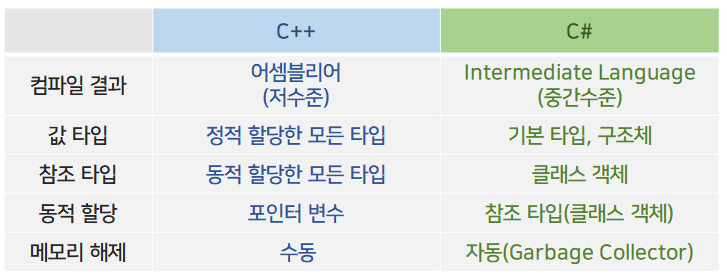 C++ C#
컴파일 결과 어셈블리어 Intermediate Language
(저수준) (중간수준)
값 타입 정적 할당한 모든 타입 기본 타입, 구조체
참조 타입 동적 할당한 모든 타입 클래스 객체
동적 할당 포인터 변수 참조 타입(클래스 객체)
메모리 해제 수동 자동(Garbage Collector)